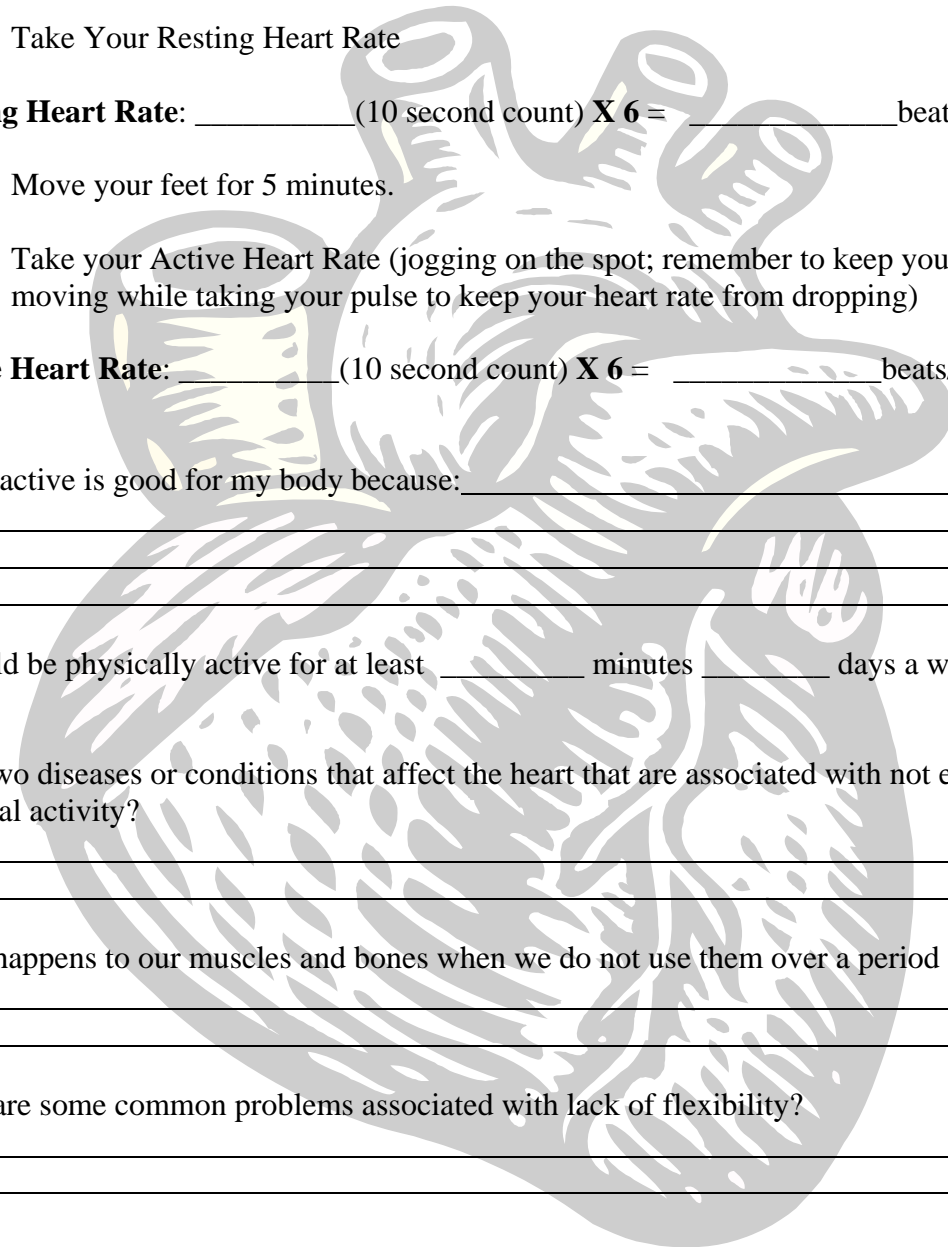 Take Your Resting Heart Rate
g Heart Rate: __________(10 second count) X 6 = _____________beat
Move your feet for 5 minutes.
Take your Active Heart Rate (jogging on the spot; remember to keep you
moving while taking your pulse to keep your heart rate from dropping)
e Heart Rate: __________(10 second count) X 6 = _____________beats
active is good for my body because:
ld be physically active for at least _________ minutes ________ days a w
wo diseases or conditions that affect the heart that are associated with not e
al activity?
happens to our muscles and bones when we do not use them over a period
are some common problems associated with lack of flexibility?